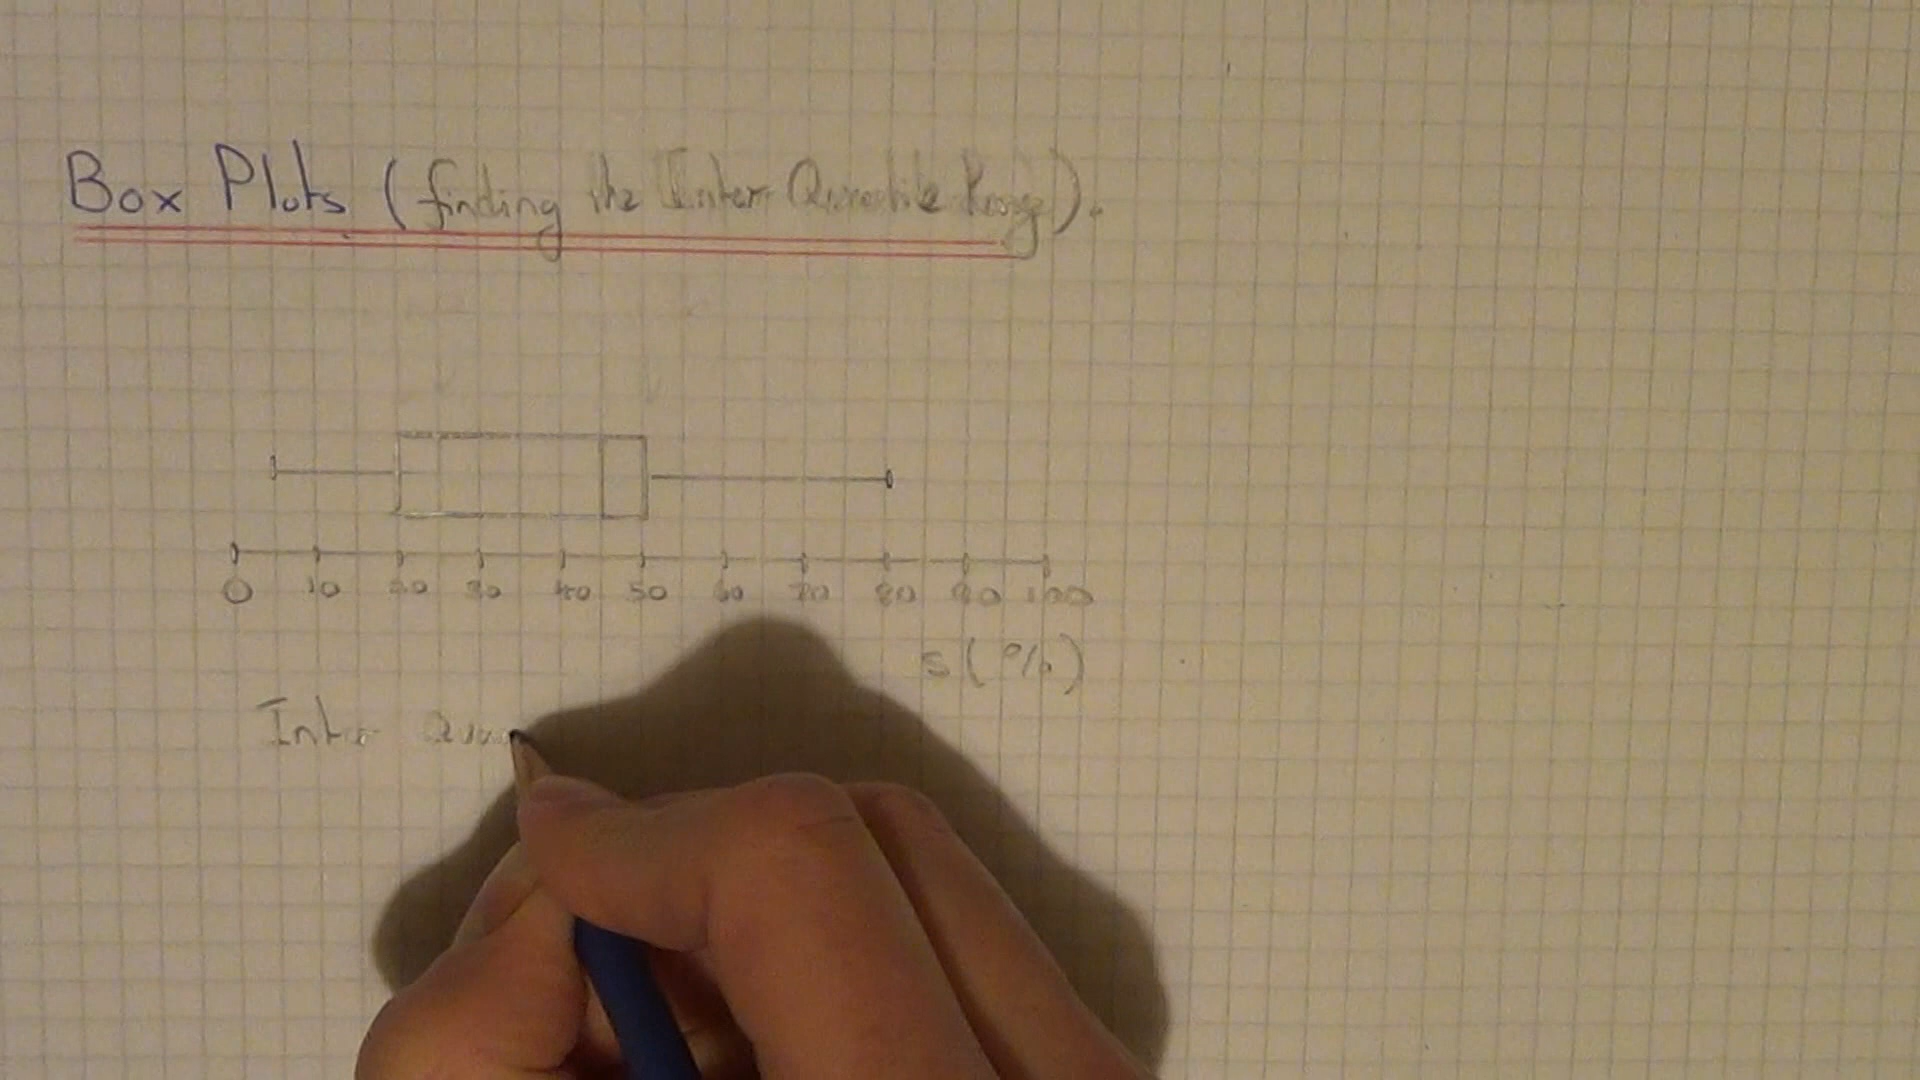 Box Plots (finding the Inter Quartile Range).
0 10 20 30 40 50 60 70 80 90 100
s (%)
Inter Qua